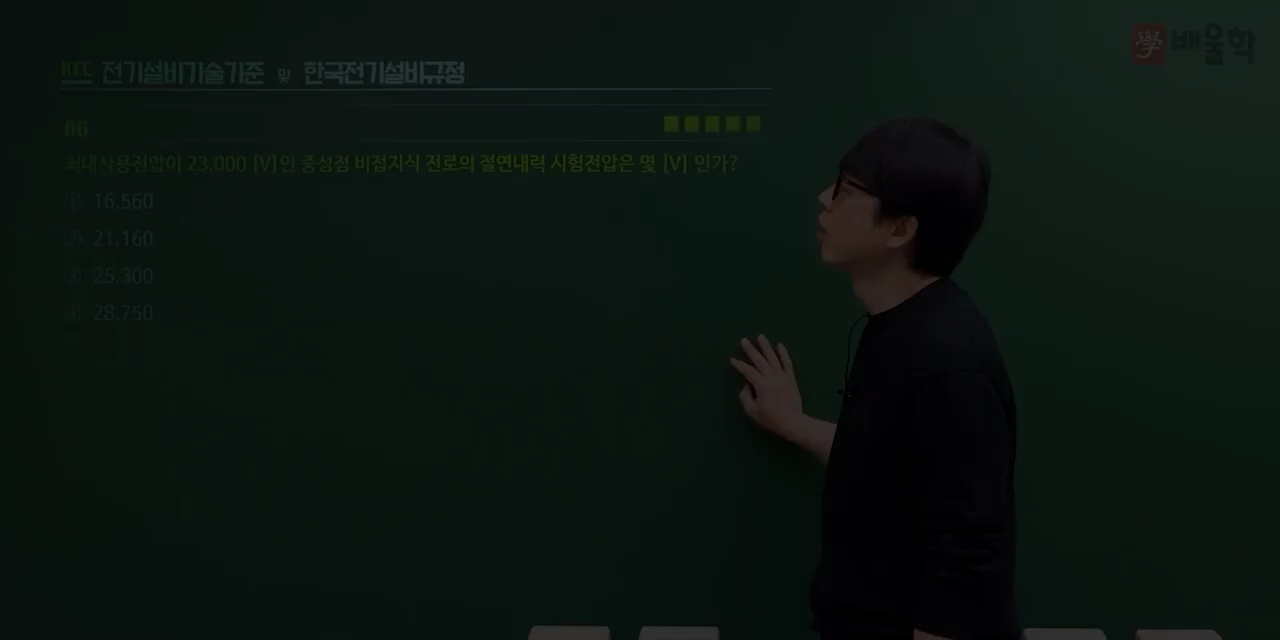 KEC 전기설비기술기준 및 한국전기설비규정
배울학
06
최대사용전압이 23,000 [V]인 중성점 비접지식 전로의 절연내력 시험전압은 몇 [V] 인가?
① 16,560
② 21,160
③ 25,300
④ 28,750